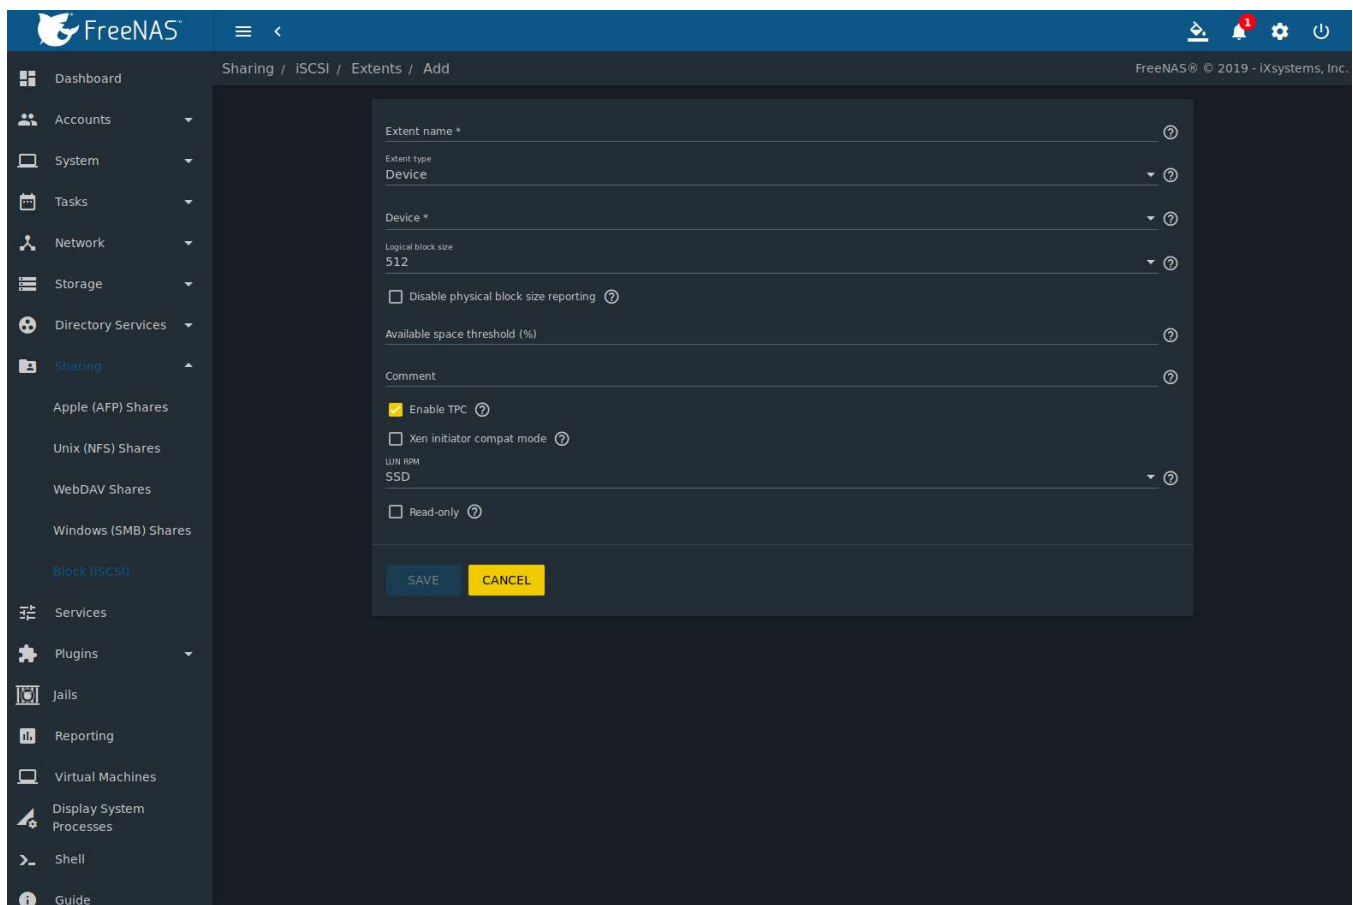 FreeNAS
1
Sharing / iSCSI / Extents / Add
FreeNAS® © 2019 - iXsystems, Inc.
Dashboard
Accounts
System
Tasks
Network
Storage
Directory Services
Sharing
Apple (AFP) Shares
Unix (NFS) Shares
WebDAV Shares
Windows (SMB) Shares
Block (iSCSI)
Services
Plugins
Jails
Reporting
Virtual Machines
Display System
Processes
Shell
Guide
Extent name *
Extent type
Device
Device *
Logical block size
512
Disable physical block size reporting
Available space threshold (%)
Comment
Enable TPC
Xen initiator compat mode
LUN RPM
SSD
Read-only
SAVE
CANCEL